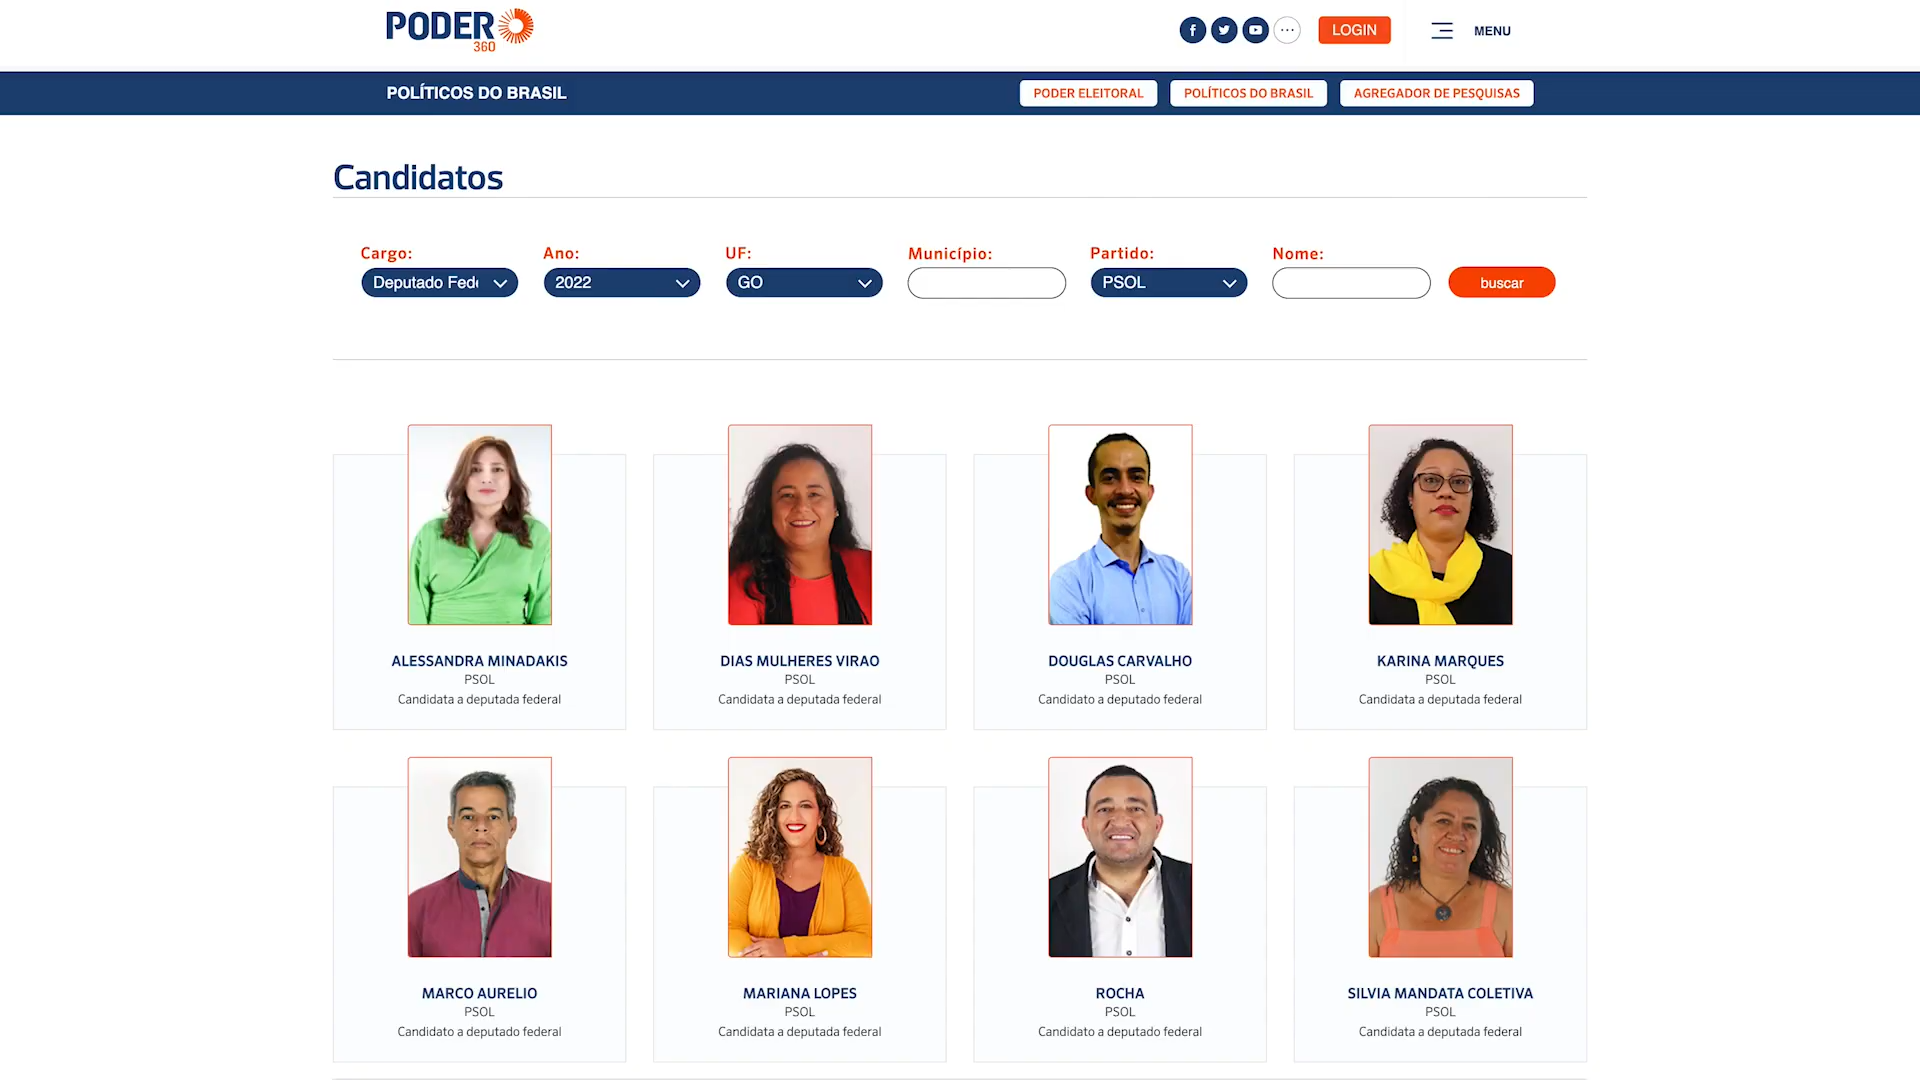 PODER
360
LOGIN
MENU
POLÍTICOS DO BRASIL
PODER ELEITORAL
POLÍTICOS DO BRASIL
AGREGADOR DE PESQUISAS
Candidatos
Cargo:
Ano:
UF:
Município:
Partido:
Nome:
Deputado Fed
2022
GO
PSOL
buscar
ALESSANDRA MINADAKIS
PSOL
Candidata a deputada federal
DIAS MULHERES VIRAO
PSOL
Candidata a deputada federal
DOUGLAS CARVALHO
PSOL
Candidato a deputado federal
KARINA MARQUES
PSOL
Candidata a deputada federal
MARCO AURELIO
PSOL
Candidato a deputado federal
MARIANA LOPES
PSOL
Candidata a deputada federal
ROCHA
PSOL
Candidato a deputado federal
SILVIA MANDATA COLETIVA
PSOL
Candidata a deputada federal